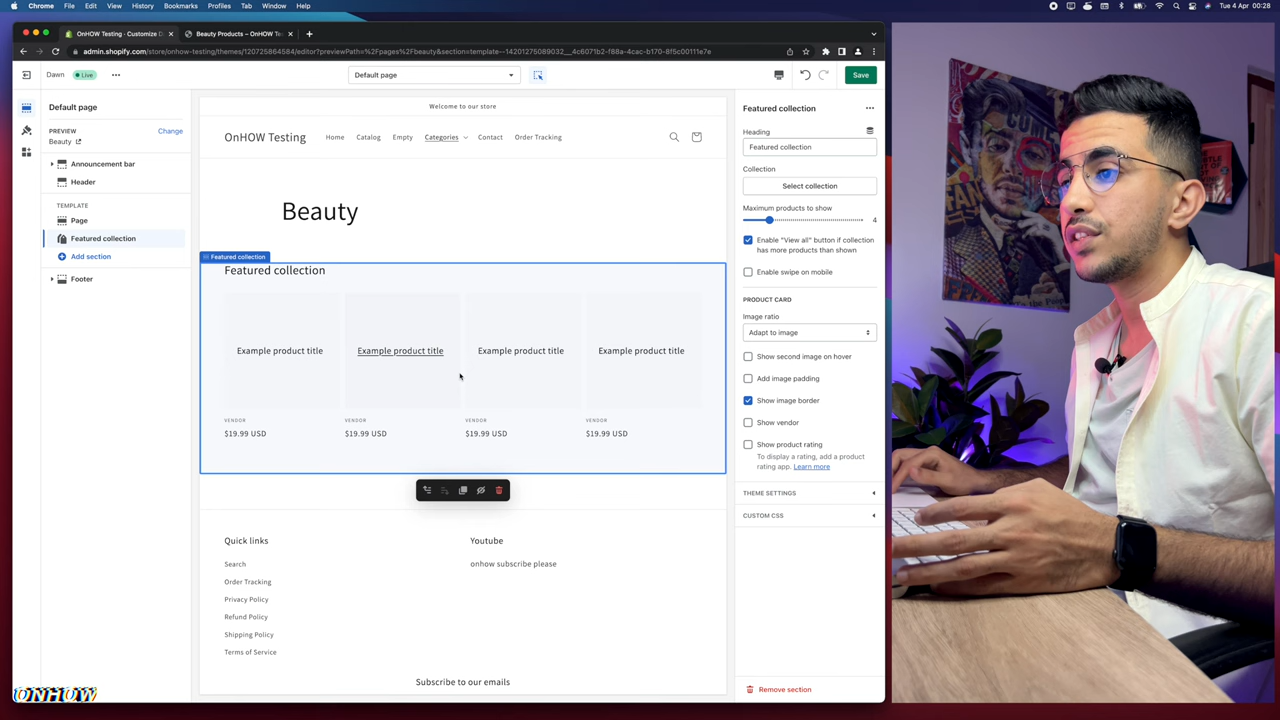 Chrome File Edit View History Bookmarks Profiles Tab Window Help
Tue 4 Apr 00:28
OnHOW Testing · Customize D
Beauty Products – OnHOW Te
admin.shopify.com/store/onhow-testing/themes/120725864584/editor?previewPath=%2Fpages%2Fbeauty&section=template--14201275089032__4c6071b2-f88a-4cac-b170-8f5c00111e7e
Dawn
Live
Default page
Save
Default page
PREVIEW
Change
Beauty
Announcement bar
Header
TEMPLATE
Page
Featured collection
Add section
Footer
Welcome to our store
OnHOW Testing
Home
Catalog
Empty
Categories
Contact
Order Tracking
Beauty
Featured collection
Featured collection
Example product title
Example product title
Example product title
Example product title
VENDOR
VENDOR
VENDOR
VENDOR
$19.99 USD
$19.99 USD
$19.99 USD
$19.99 USD
Quick links
Search
Order Tracking
Privacy Policy
Refund Policy
Shipping Policy
Terms of Service
Youtube
onhow subscribe please
Subscribe to our emails
Featured collection
Heading
Featured collection
Collection
Select collection
Maximum products to show
4
Enable "View all" button if collection
has more products than shown
Enable swipe on mobile
PRODUCT CARD
Image ratio
Adapt to image
Show second image on hover
Add image padding
Show image border
Show vendor
Show product rating
To display a rating, add a product
rating app. Learn more
THEME SETTINGS
CUSTOM CSS
Remove section
ONHOW